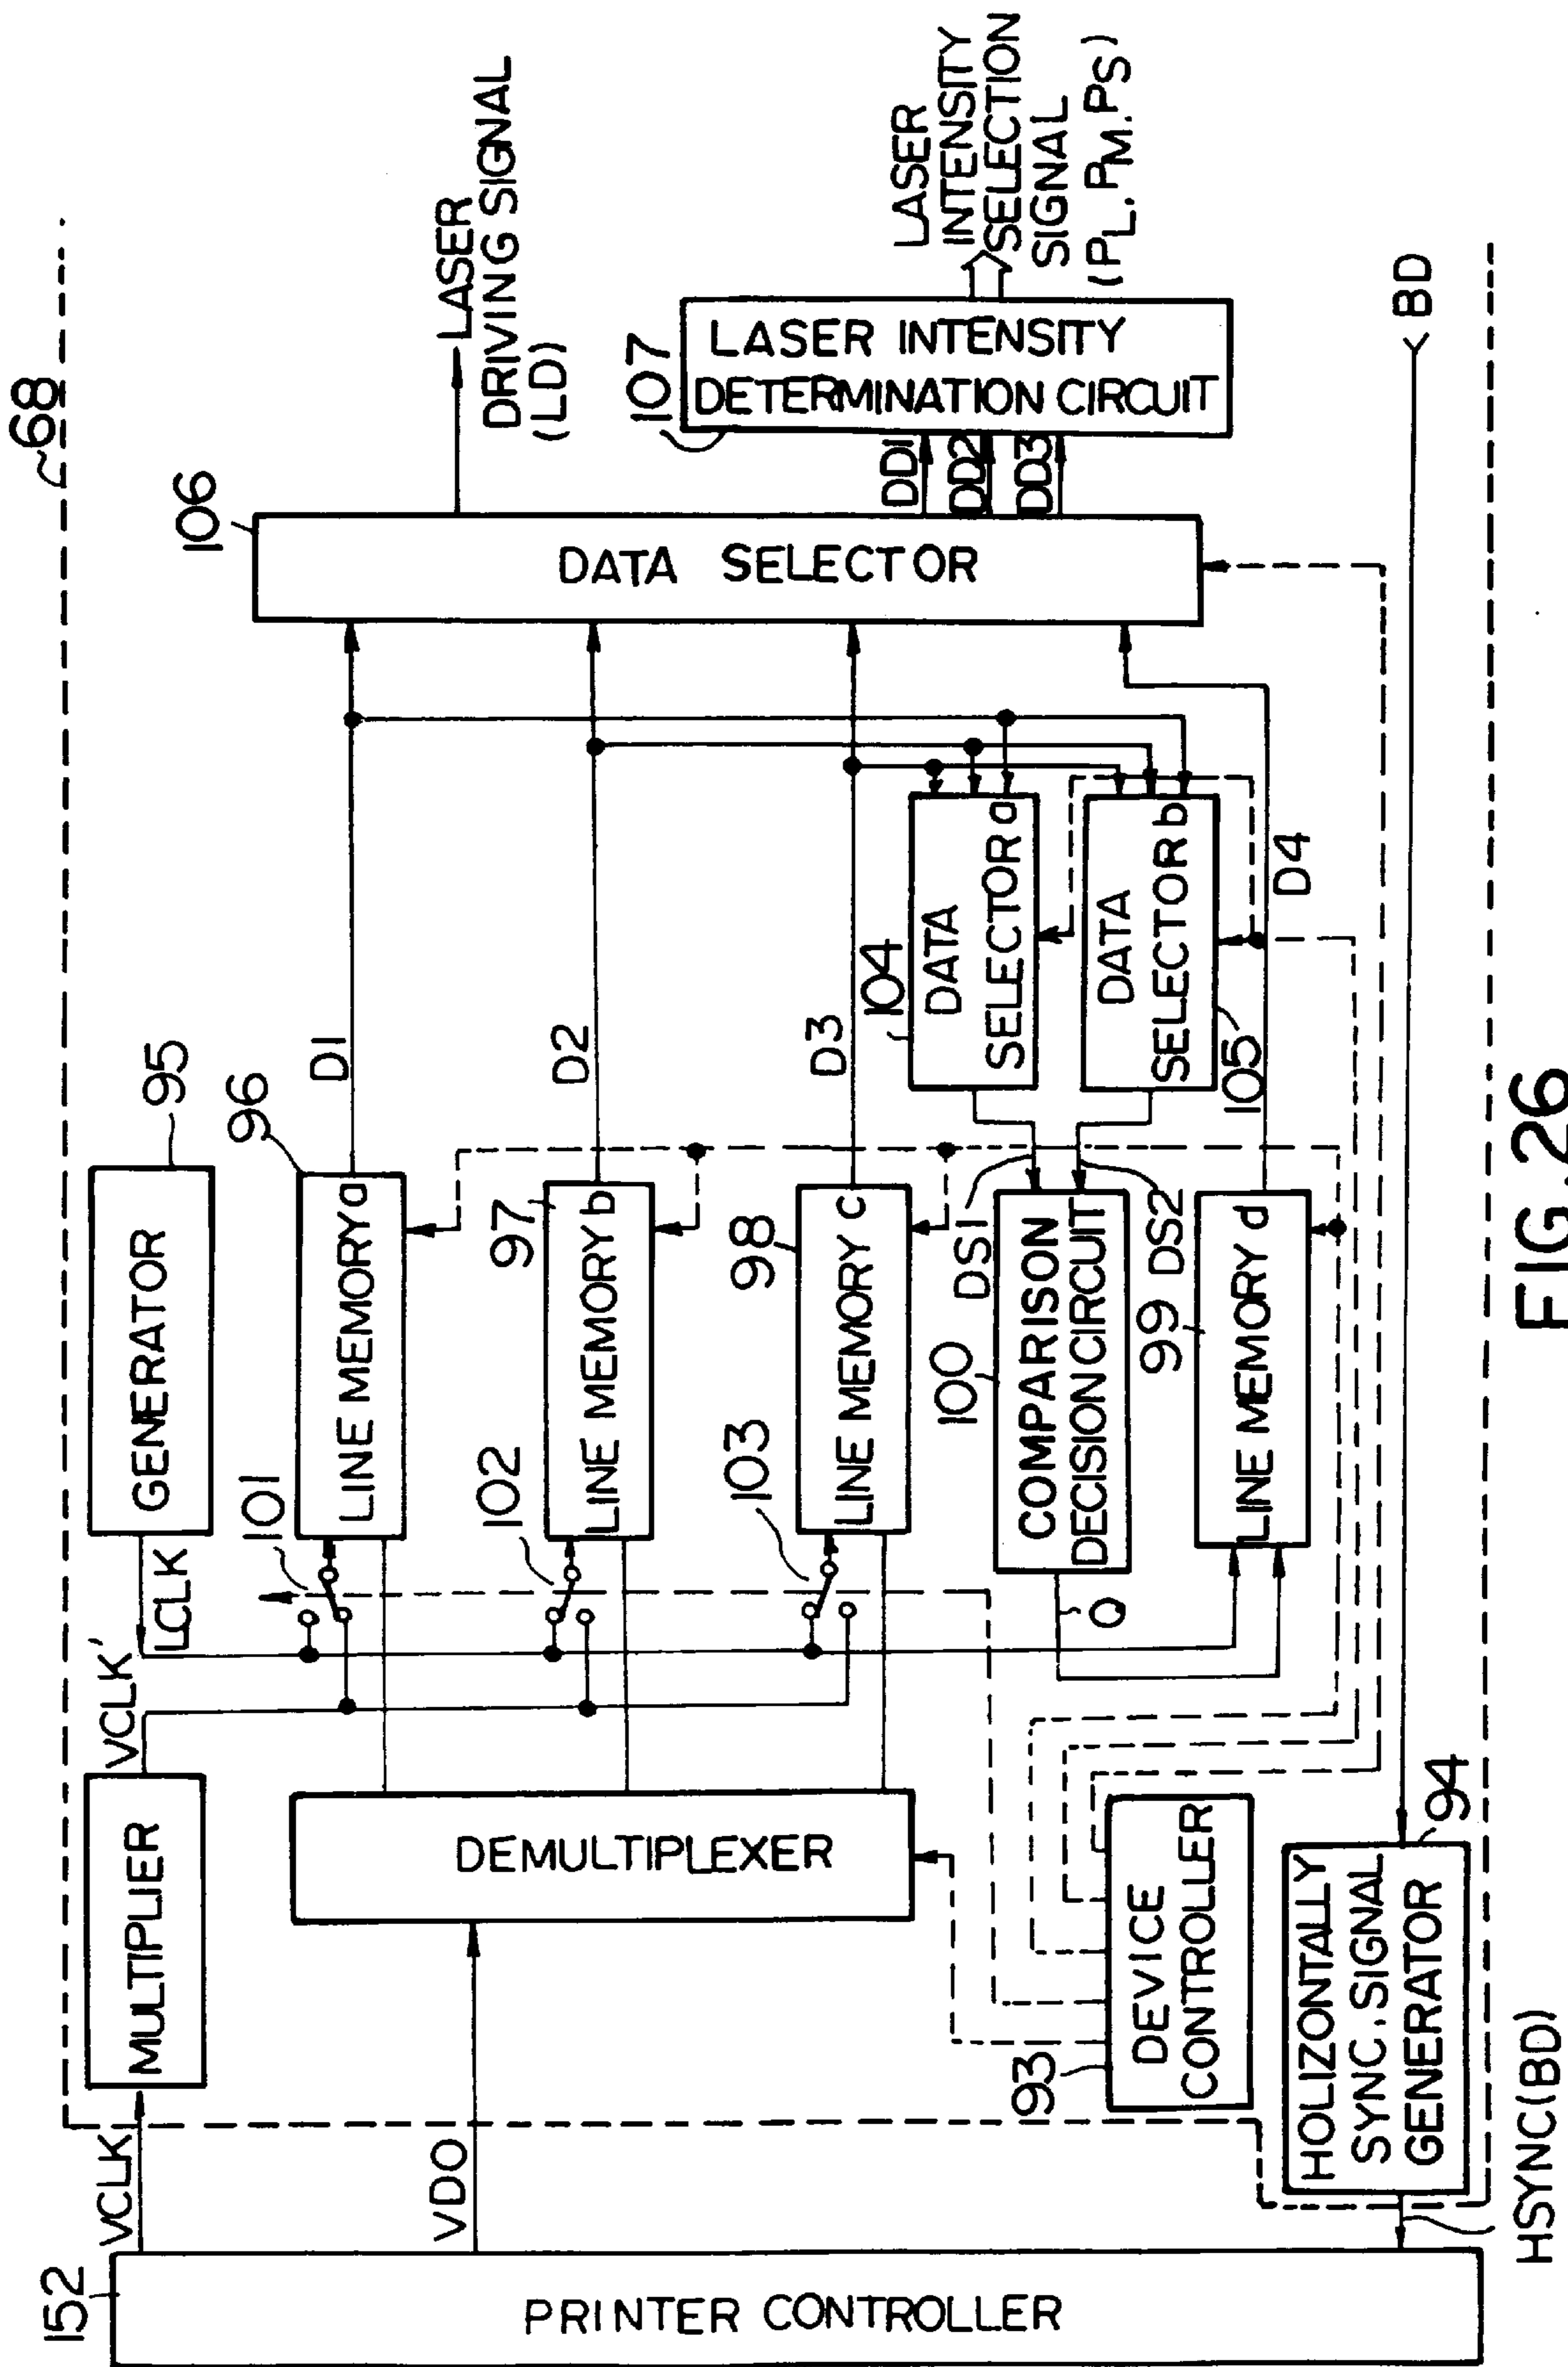 68
152
PRINTER CONTROLLER
VCLK
VDO
HSYNC(BD)
MULTIPLIER
VCLK'
DEMULTIPLEXER
93
DEVICE
CONTROLLER
HOLIZONTALLY
SYNC. SIGNAL
GENERATOR
94
GENERATOR
95
LCLK
101
102
103
LINE MEMORY a
96
LINE MEMORY b
97
LINE MEMORY c
98
COMPARISON
DECISION CIRCUIT
100
Q
LINE MEMORY d
99
DS1
DS2
D1
D2
D3
D4
DATA
SELECTOR a
104
DATA
SELECTOR b
105
DATA SELECTOR
106
DD1
DD2
DD3
LASER INTENSITY
DETERMINATION CIRCUIT
107
LASER
DRIVING SIGNAL
(LD)
LASER
INTENSITY
SELECTION
SIGNAL
(PL. PM. PS)
BD
FIG. 26